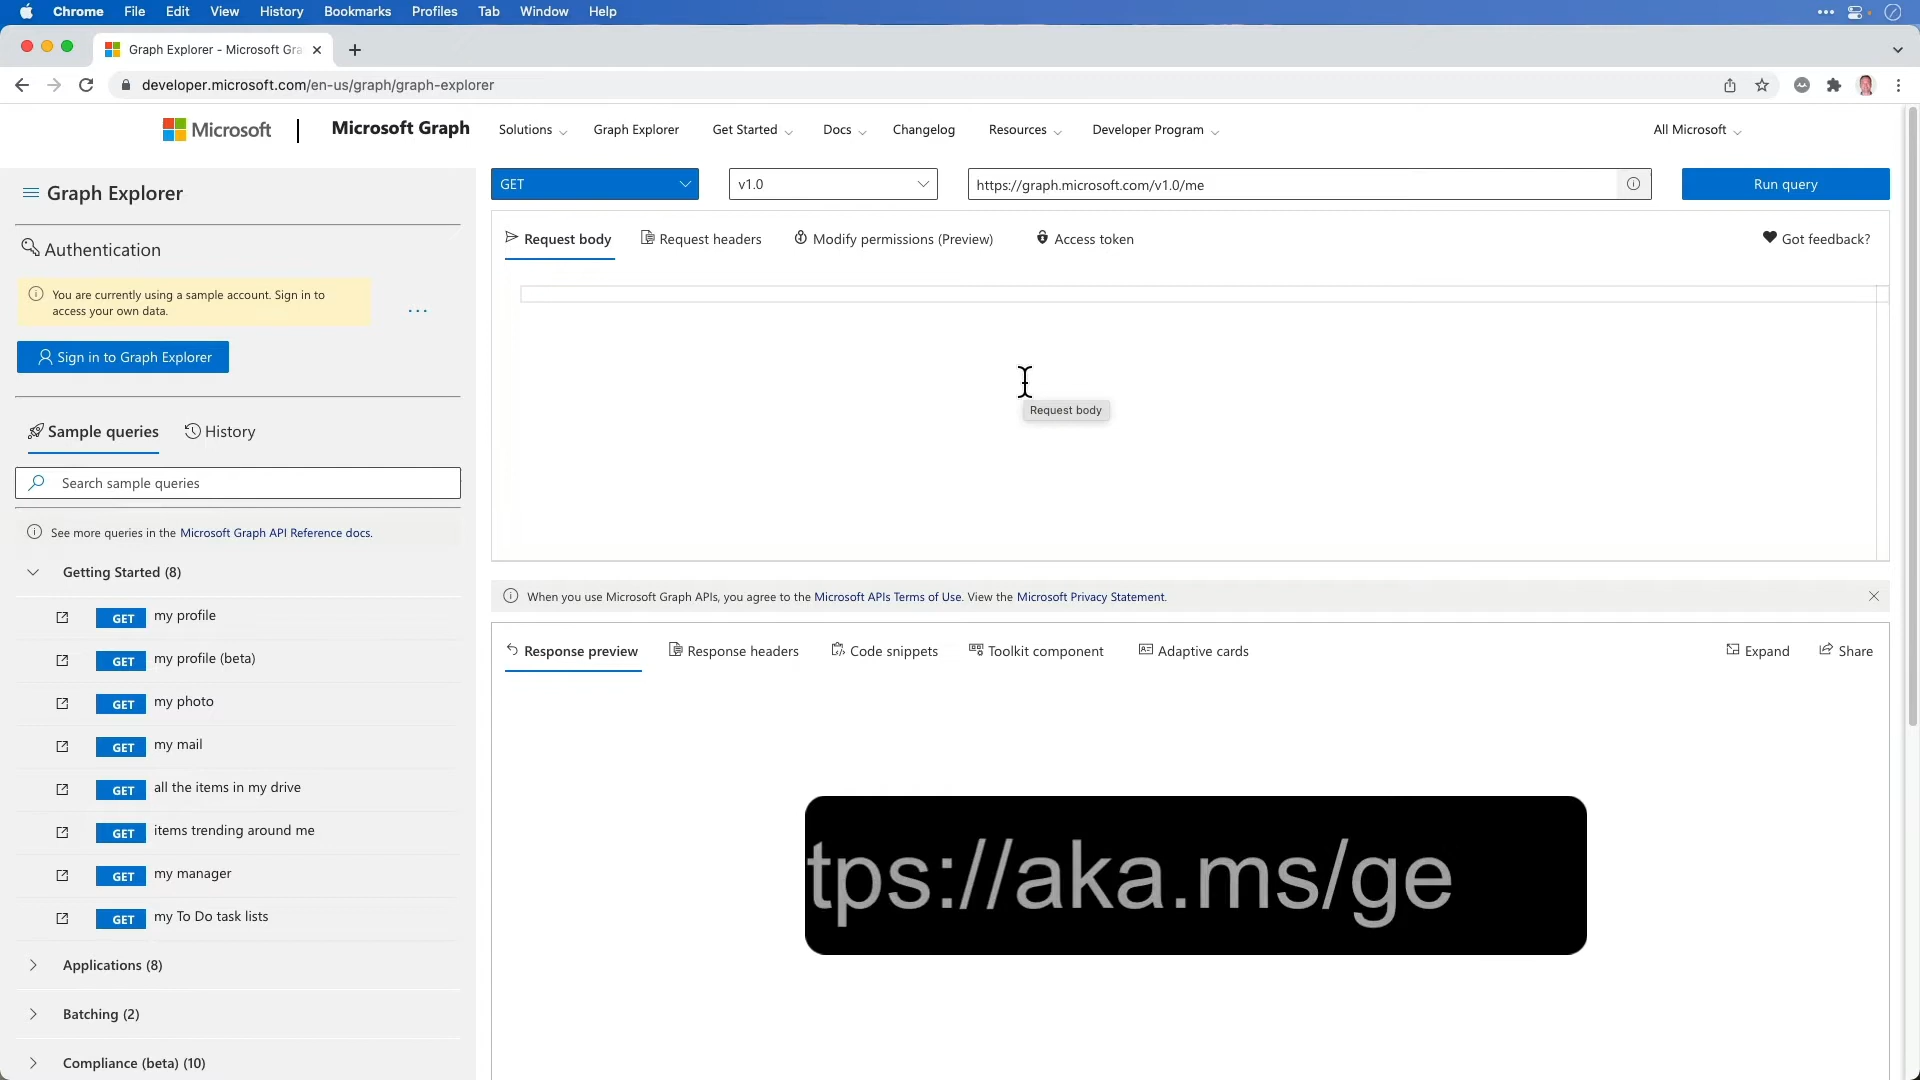 Chrome File Edit View History Bookmarks Profiles Tab Window Help
Graph Explorer - Microsoft Gra
developer.microsoft.com/en-us/graph/graph-explorer
Microsoft | Microsoft Graph Solutions Graph Explorer Get Started Docs Changelog Resources Developer Program All Microsoft
Graph Explorer
GET v1.0 https://graph.microsoft.com/v1.0/me Run query
Authentication
Request body Request headers Modify permissions (Preview) Access token Got feedback?
You are currently using a sample account. Sign in to
access your own data.
...
Sign in to Graph Explorer
Request body
Sample queries History
Search sample queries
See more queries in the Microsoft Graph API Reference docs.
Getting Started (8)
GET my profile
GET my profile (beta)
GET my photo
GET my mail
GET all the items in my drive
GET items trending around me
GET my manager
GET my To Do task lists
Applications (8)
Batching (2)
Compliance (beta) (10)
When you use Microsoft Graph APIs, you agree to the Microsoft APIs Terms of Use. View the Microsoft Privacy Statement.
Response preview Response headers Code snippets Toolkit component Adaptive cards Expand Share
tps://aka.ms/ge